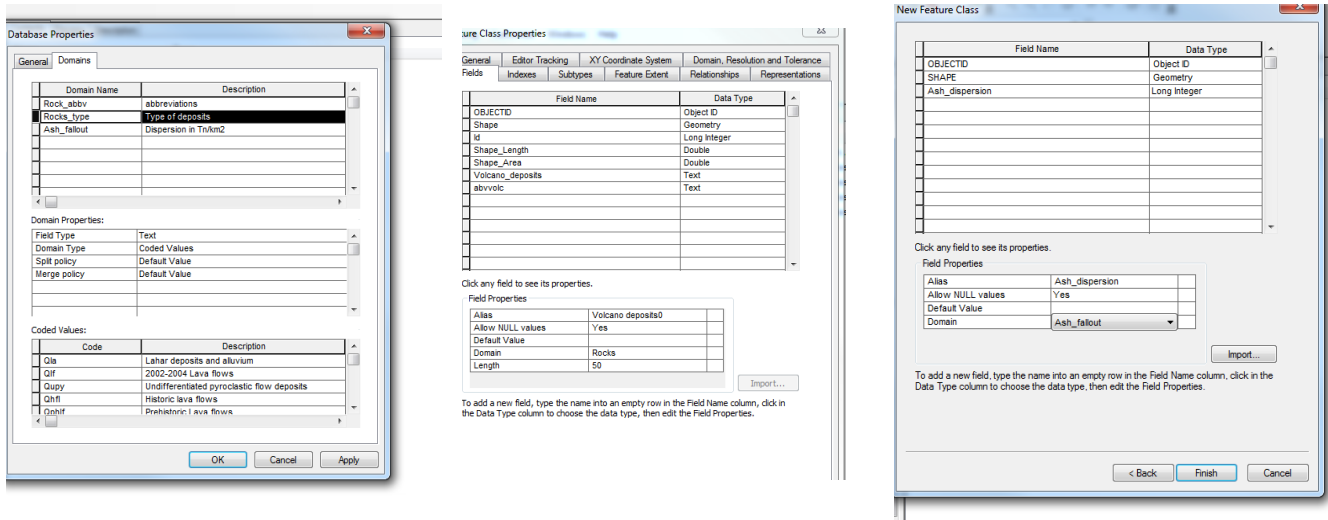 Database Properties
General Domains
Domain Name Description
Rock_abbv abbreviations
Rocks_type Type of deposits
Ash_fallout Dispersion in Tn/km2
Domain Properties:
Field Type Text
Domain Type Coded Values
Split policy Default Value
Merge policy Default Value
Coded Values:
Code Description
Qla Lahar deposits and alluvium
Qlf 2002-2004 Lava flows
Qupy Undifferentiated pyroclastic flow deposits
Qhfl Historic lava flows
Qphlf Prehistoric Lava flows
OK Cancel Apply
ure Class Properties
General Editor Tracking XY Coordinate System Domain, Resolution and Tolerance
Fields Indexes Subtypes Feature Extent Relationships Representations
Field Name Data Type
OBJECTID Object ID
Shape Geometry
Id Long Integer
Shape_Length Double
Shape_Area Double
Volcano_deposits Text
abvvolc Text
Click any field to see its properties.
Field Properties
Alias Volcano deposits0
Allow NULL values Yes
Default Value
Domain Rocks
Length 50
Import...
To add a new field, type the name into an empty row in the Field Name column, click in
the Data Type column to choose the data type, then edit the Field Properties.
New Feature Class
Field Name Data Type
OBJECTID Object ID
SHAPE Geometry
Ash_dispersion Long Integer
Click any field to see its properties.
Field Properties
Alias Ash_dispersion
Allow NULL values Yes
Default Value
Domain Ash_fallout
Import...
To add a new field, type the name into an empty row in the Field Name column, click in the
Data Type column to choose the data type, then edit the Field Properties.
< Back Finish Cancel